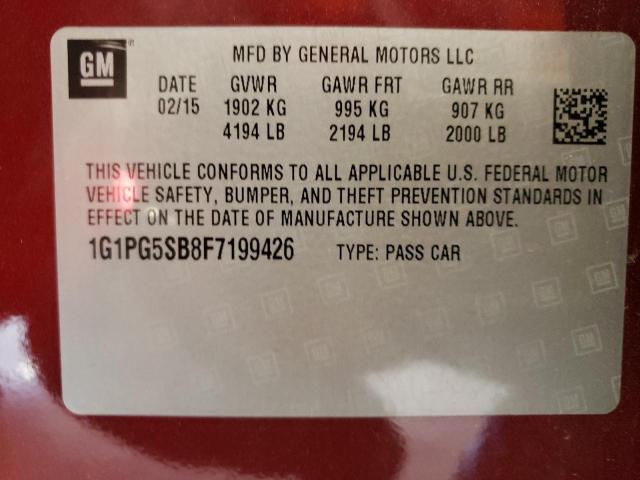 GM
MFD BY GENERAL MOTORS LLC
DATE GVWR GAWR FRT GAWR RR
02/15 1902 KG 995 KG 907 KG
4194 LB 2194 LB 2000 LB
THIS VEHICLE CONFORMS TO ALL APPLICABLE U.S. FEDERAL MOTOR
VEHICLE SAFETY, BUMPER, AND THEFT PREVENTION STANDARDS IN
EFFECT ON THE DATE OF MANUFACTURE SHOWN ABOVE.
1G1PG5SB8F7199426 TYPE: PASS CAR